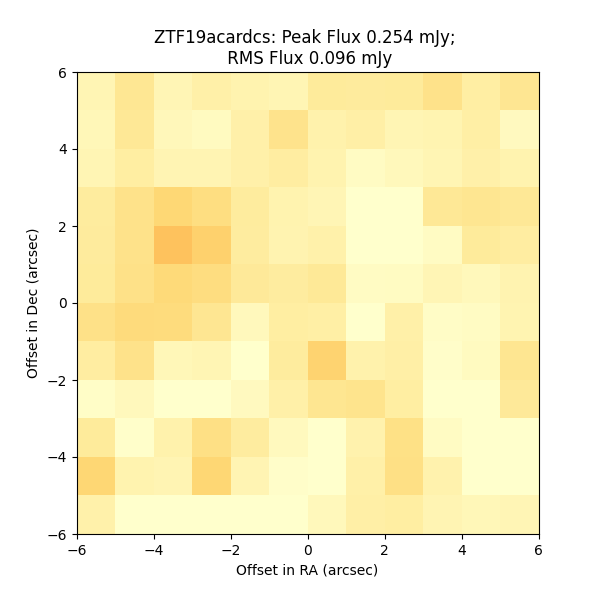 ZTF19acardcs: Peak Flux 0.254 mJy;
RMS Flux 0.096 mJy
6
4
2
0
−2
−4
−6
Offset in Dec (arcsec)
−6 −4 −2 0 2 4 6
Offset in RA (arcsec)